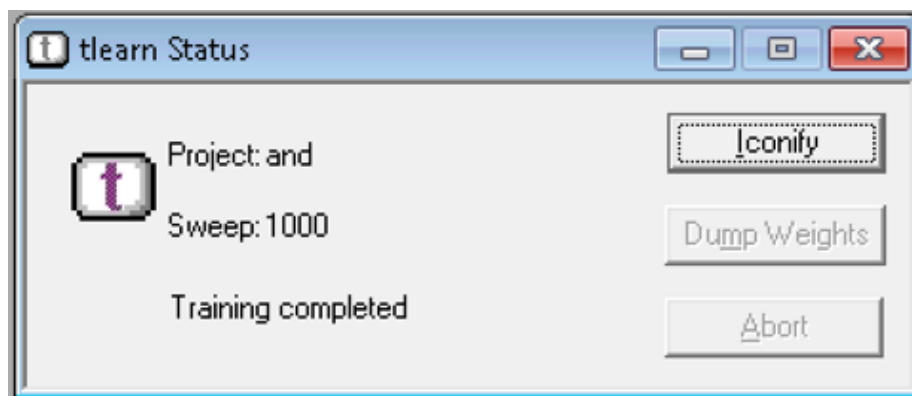 t tlearn Status
t
Project: and
Sweep: 1000
Training completed
Iconify
Dump Weights
Abort